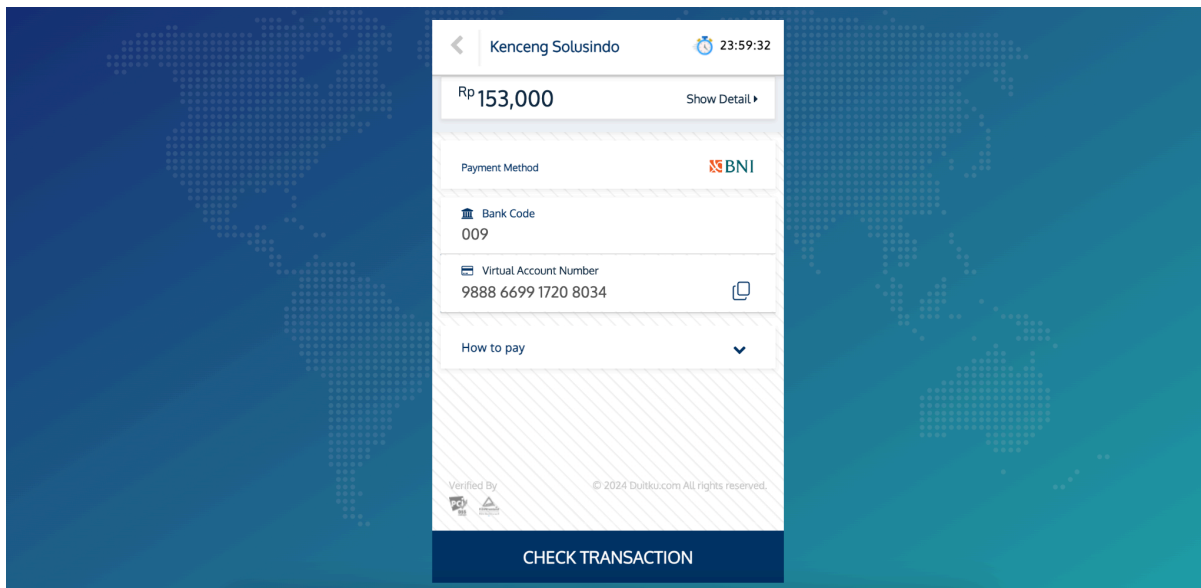 Kenceng Solusindo
23:59:32
Rp153,000
Show Detail
Payment Method
BNI
Bank Code
009
Virtual Account Number
9888 6699 1720 8034
How to pay
Verified By
© 2024 Duitku.com All rights reserved.
PCI
CHECK TRANSACTION